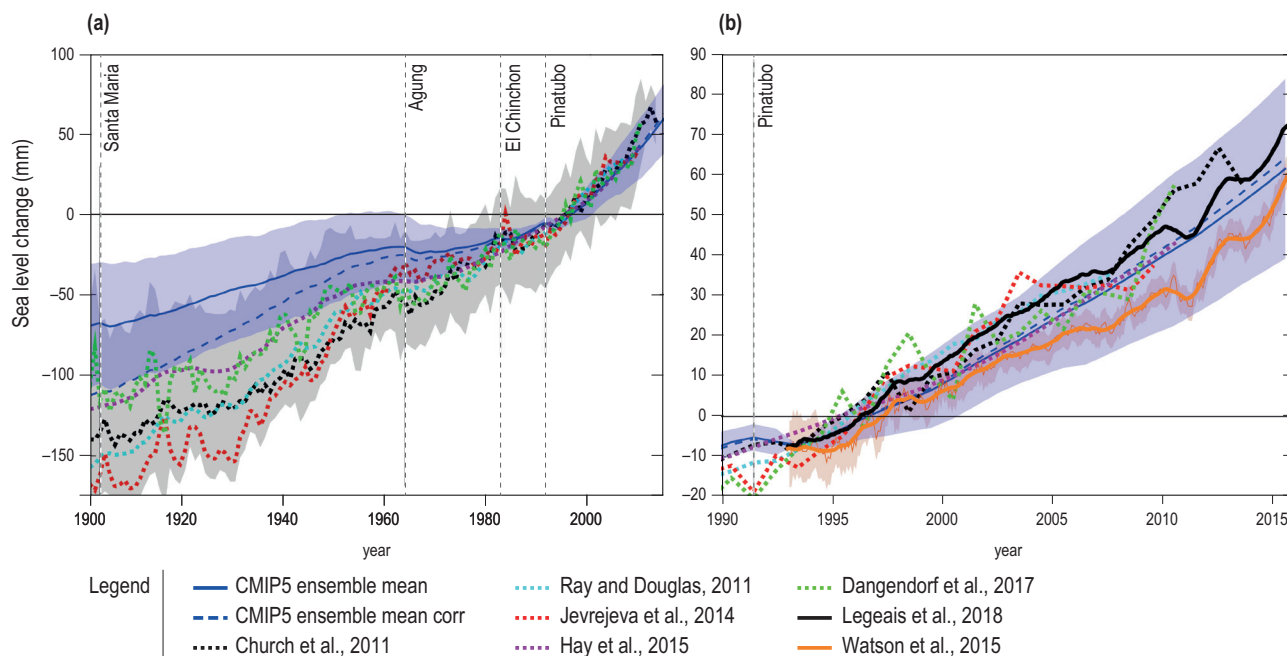 (a)
(b)
Sea level change (mm)
100
50
0
−50
−100
−150
Santa Maria
Agung
El Chinchon
Pinatubo
1900
1920
1940
1960
1980
2000
year
90
80
70
60
50
40
30
20
10
0
−10
−20
Pinatubo
1990
1995
2000
2005
2010
2015
year
Legend
CMIP5 ensemble mean
CMIP5 ensemble mean corr
Church et al., 2011
Ray and Douglas, 2011
Jevrejeva et al., 2014
Hay et al., 2015
Dangendorf et al., 2017
Legeais et al., 2018
Watson et al., 2015